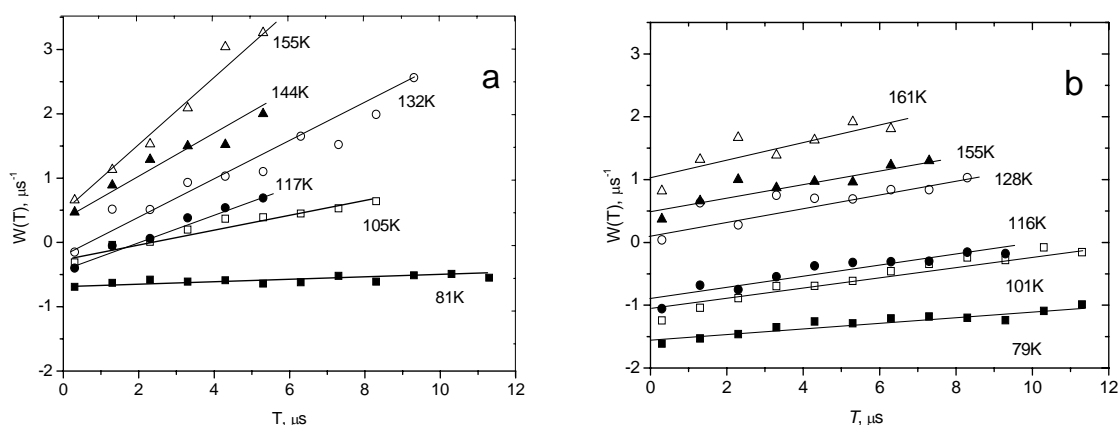 a
3
2
1
0
-1
W(T), μs⁻¹
155K
144K
132K
117K
105K
81K
0 2 4 6 8 10 12
T, μs
b
3
2
1
0
-1
-2
W(T), μs⁻¹
161K
155K
128K
116K
101K
79K
0 2 4 6 8 10 12
T, μs